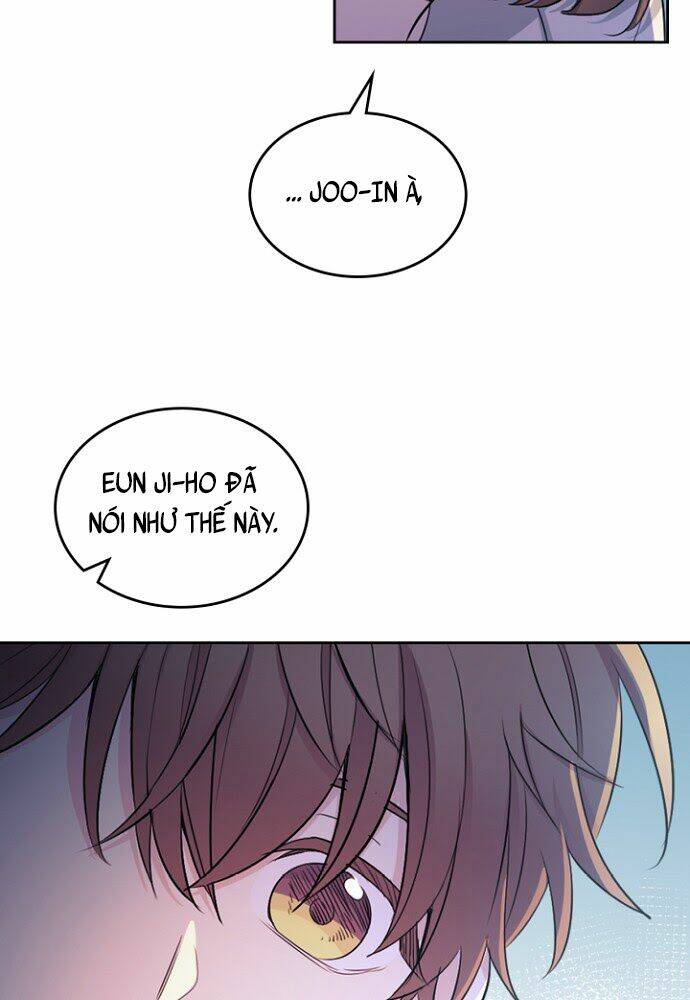 ... JOO-IN À,
EUN JI-HO ĐÃ
NÓI NHƯ THẾ NÀY.